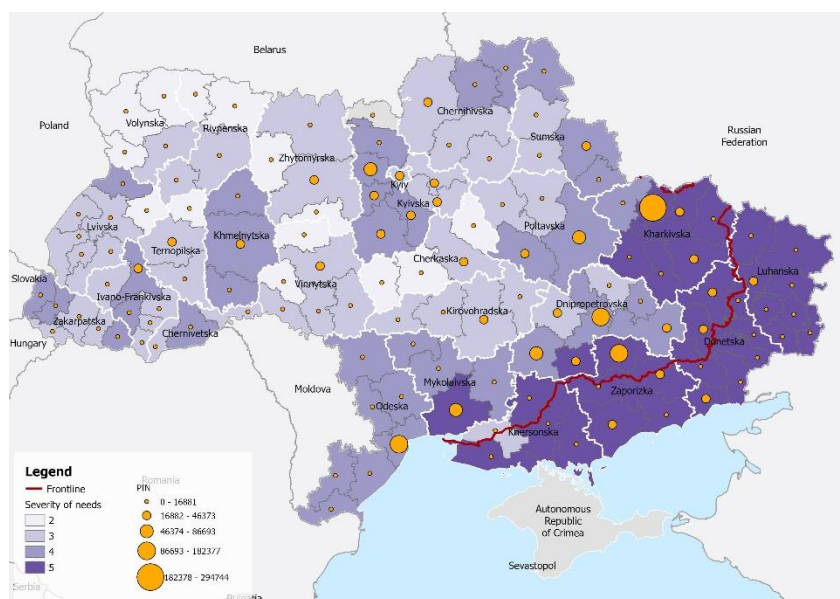 Belarus
Poland
Volynska
Rivnenska
Chernihivska
Sumska
Russian
Federation
Zhytomyrska
Kyiv
Kyivska
Lvivska
Ternopilska
Khmelnytska
Poltavska
Kharkivska
Luhanska
Cherkaska
Slovakia
Ivano-Frankivska
Vinnytska
Kirovohradska
Dnipropetrovska
Donetska
Zakarpatska
Chernivetska
Hungary
Moldova
Mykolaivska
Zaporizka
Odeska
Khersonska
Legend
Romania
Frontline
PIN
Severity of needs
0 - 16881
2
16882 - 46373
3
46374 - 86693
4
86693 - 182377
5
182378 - 294744
Autonomous
Republic
of Crimea
Sevastopol
Serbia
Bulgaria